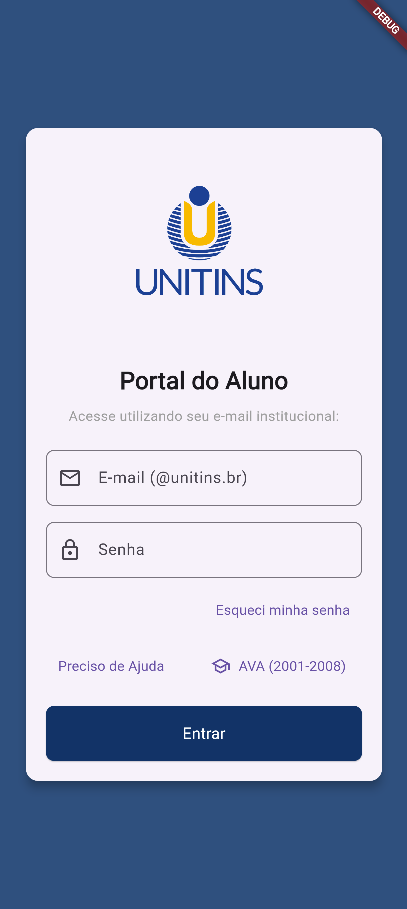 DEBUG
UNITINS
Portal do Aluno
Acesse utilizando seu e-mail institucional:
E-mail (@unitins.br)
Senha
Esqueci minha senha
Preciso de Ajuda
AVA (2001-2008)
Entrar